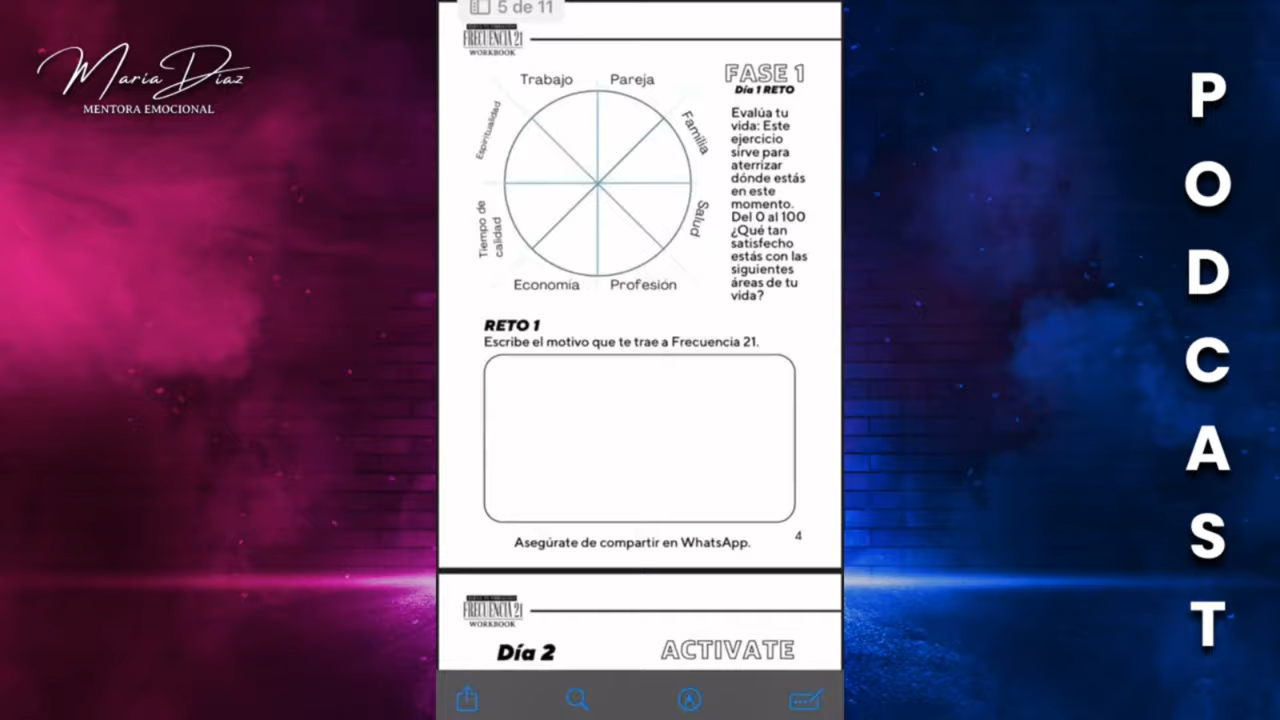 Maria Diaz
MENTORA EMOCIONAL
5 de 11
FRECUENCIA 21
WORKBOOK
Trabajo
Pareja
Familia
Salud
Profesión
Economía
Tiempo de
calidad
Espiritualidad
FASE 1
Día 1 RETO
Evalúa tu
vida: Este
ejercicio
sirve para
aterrizar
dónde estás
en este
momento.
Del 0 al 100
¿Qué tan
satisfecho
estás con las
siguientes
áreas de tu
vida?
RETO 1
Escribe el motivo que te trae a Frecuencia 21.
Asegúrate de compartir en WhatsApp.
4
FRECUENCIA 21
WORKBOOK
Día 2
ACTIVATE
PODCAST